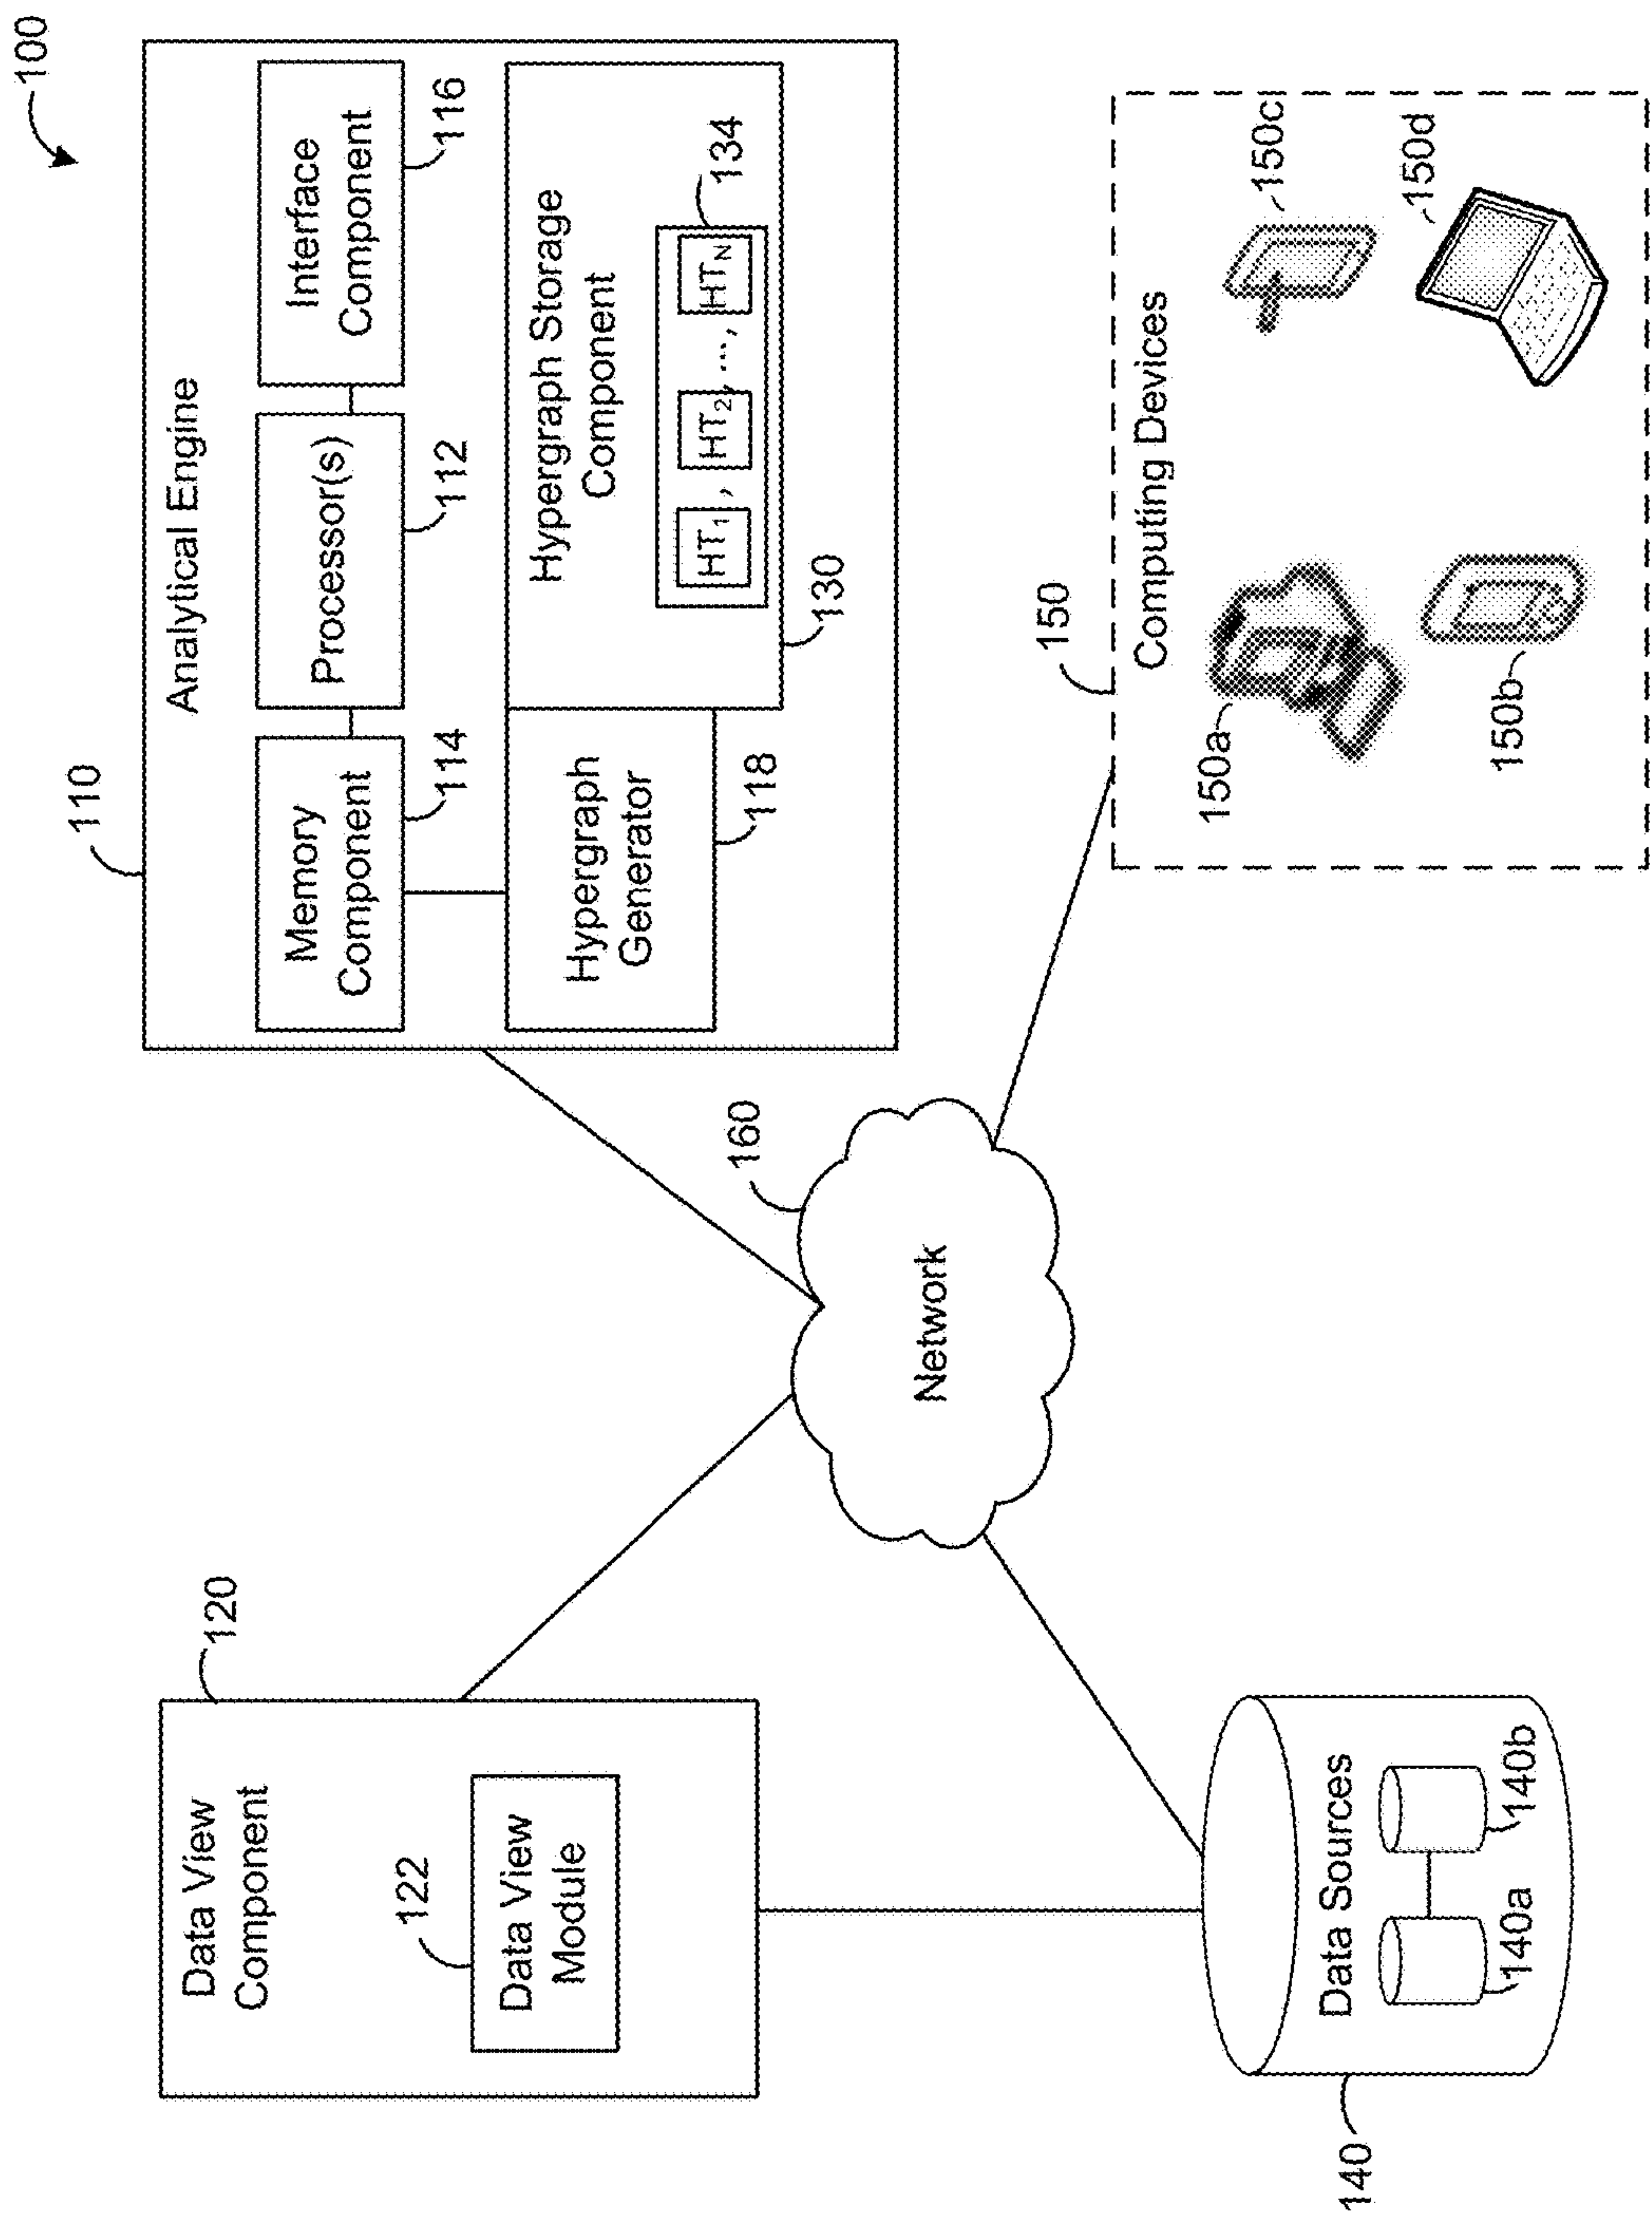 100
110
Analytical Engine
Memory
Component
114
Processor(s)
112
Interface
Component
116
Hypergraph
Generator
118
Hypergraph Storage
Component
HT1, HT2, ..., HTN
134
130
120
Data View
Component
122
Data View
Module
160
Network
140
Data Sources
140a
140b
150
Computing Devices
150a
150b
150c
150d